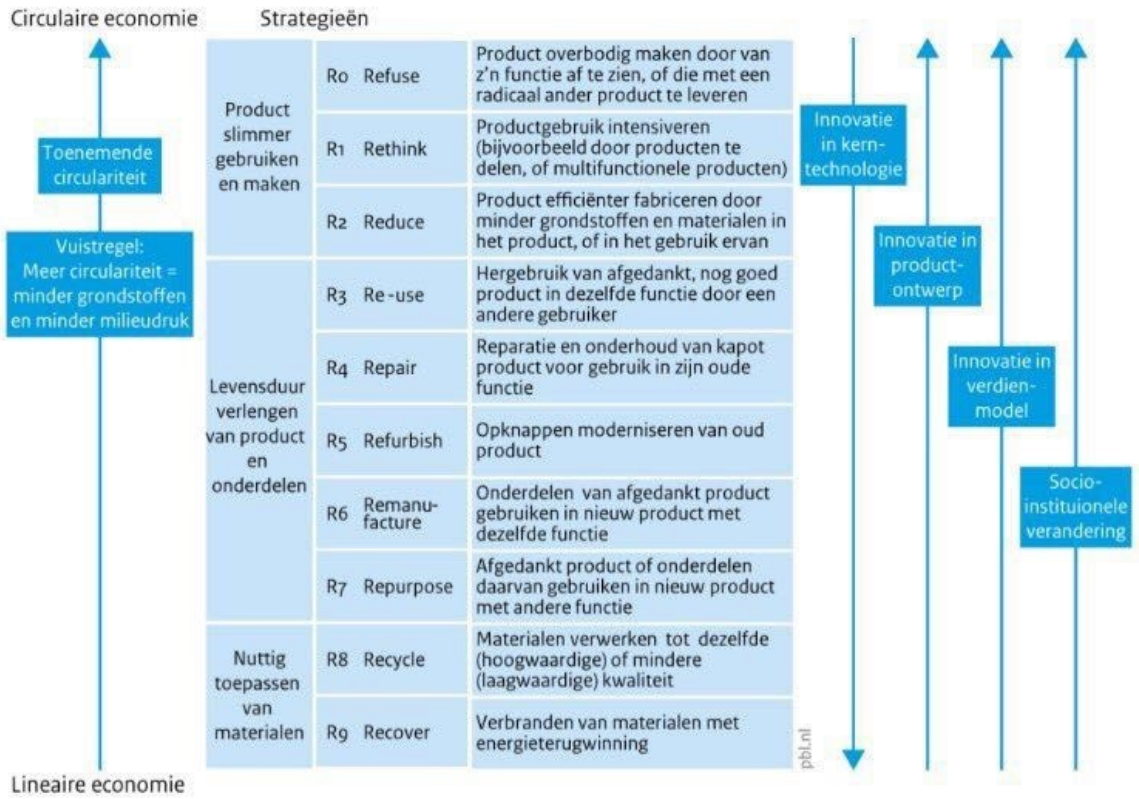 Circulaire economie
Strategieën
Toenemende
circulariteit
Vuistregel:
Meer circulariteit =
minder grondstoffen
en minder milieudruk
Lineaire economie
Product
slimmer
gebruiken
en maken
R0 Refuse
Product overbodig maken door van
z'n functie af te zien, of die met een
radicaal ander product te leveren
R1 Rethink
Productgebruik intensiveren
(bijvoorbeeld door producten te
delen, of multifunctionele producten)
R2 Reduce
Product efficiënter fabriceren door
minder grondstoffen en materialen in
het product, of in het gebruik ervan
Levensduur
verlengen
van product
en
onderdelen
R3 Re-use
Hergebruik van afgedankt, nog goed
product in dezelfde functie door een
andere gebruiker
R4 Repair
Reparatie en onderhoud van kapot
product voor gebruik in zijn oude
functie
R5 Refurbish
Opknappen moderniseren van oud
product
R6 Remanu-
facture
Onderdelen van afgedankt product
gebruiken in nieuw product met
dezelfde functie
R7 Repurpose
Afgedankt product of onderdelen
daarvan gebruiken in nieuw product
met andere functie
Nuttig
toepassen
van
materialen
R8 Recycle
Materialen verwerken tot dezelfde
(hoogwaardige) of mindere
(laagwaardige) kwaliteit
R9 Recover
Verbranden van materialen met
energieterugwinning
pbl.nl
Innovatie
in kern-
technologie
Innovatie in
product-
ontwerp
Innovatie in
verdien-
model
Socio-
instituionele
verandering